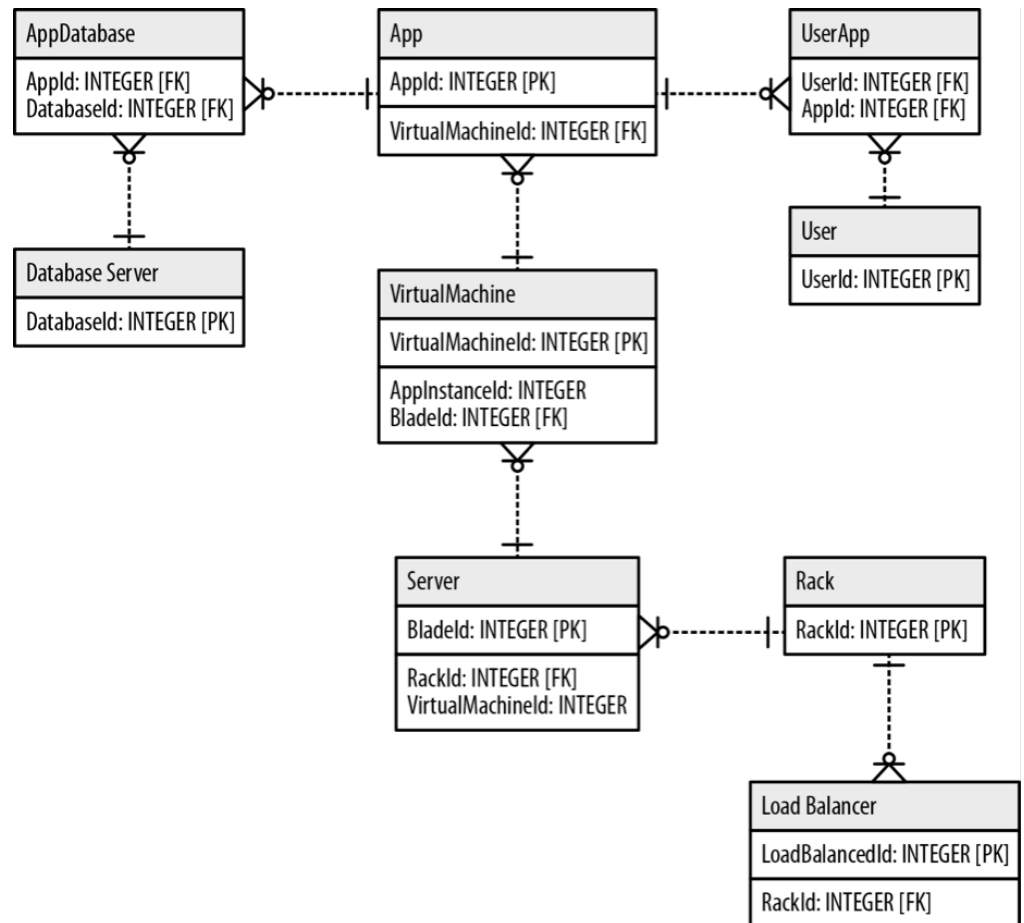 AppDatabase
AppId: INTEGER [FK]
DatabaseId: INTEGER [FK]
App
AppId: INTEGER [PK]
VirtualMachineId: INTEGER [FK]
UserApp
UserId: INTEGER [FK]
AppId: INTEGER [FK]
Database Server
DatabaseId: INTEGER [PK]
User
UserId: INTEGER [PK]
VirtualMachine
VirtualMachineId: INTEGER [PK]
AppInstanceId: INTEGER
BladeId: INTEGER [FK]
Server
BladeId: INTEGER [PK]
RackId: INTEGER [FK]
VirtualMachineId: INTEGER
Rack
RackId: INTEGER [PK]
Load Balancer
LoadBalancedId: INTEGER [PK]
RackId: INTEGER [FK]